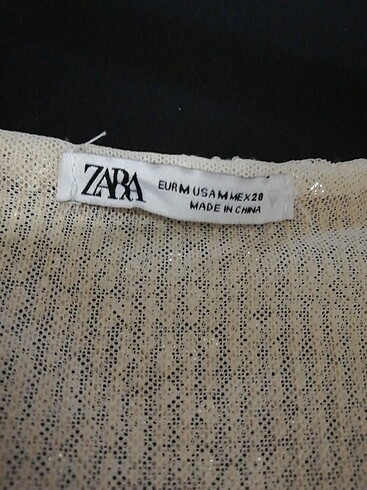 ZARA
EUR M USA M MEX 28
MADE IN CHINA